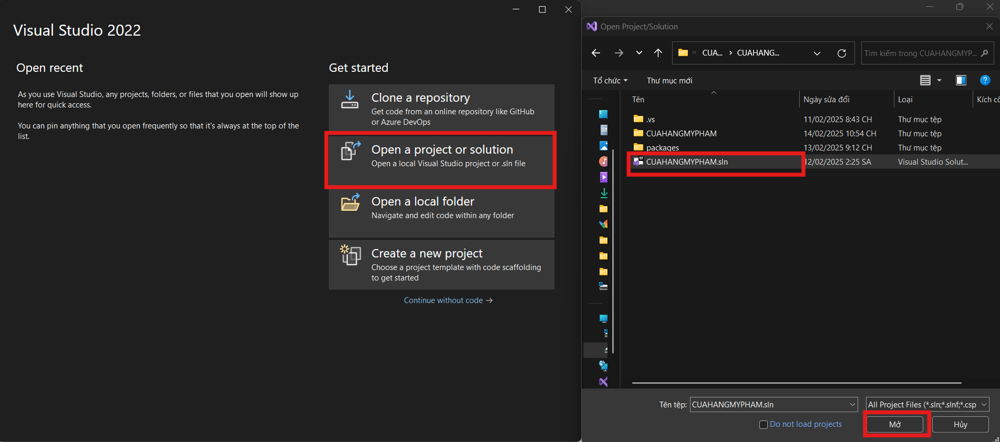 Visual Studio 2022
Open recent
As you use Visual Studio, any projects, folders, or files that you open will show up
here for quick access.
You can pin anything that you open frequently so that it's always at the top of the
list.
Get started
Clone a repository
Get code from an online repository like GitHub
or Azure DevOps
Open a project or solution
Open a local Visual Studio project or .sln file
Open a local folder
Navigate and edit code within any folder
Create a new project
Choose a project template with code scaffolding
to get started
Continue without code →
Open Project/Solution
« CUA... › CUAHANG...
Tìm kiếm trong CUAHANGMYP...
Tổ chức
Thư mục mới
Tên Ngày sửa đổi Loại Kích cỡ
.vs 11/02/2025 8:43 CH Thư mục tệp
CUAHANGMYPHAM 14/02/2025 10:54 CH Thư mục tệp
packages 13/02/2025 9:12 CH Thư mục tệp
CUAHANGMYPHAM.sln 12/02/2025 2:25 SA Visual Studio Solut...
Tên tệp: CUAHANGMYPHAM.sln
All Project Files (*.sln;*.slnf;*.csp
Do not load projects
Mở
Hủy